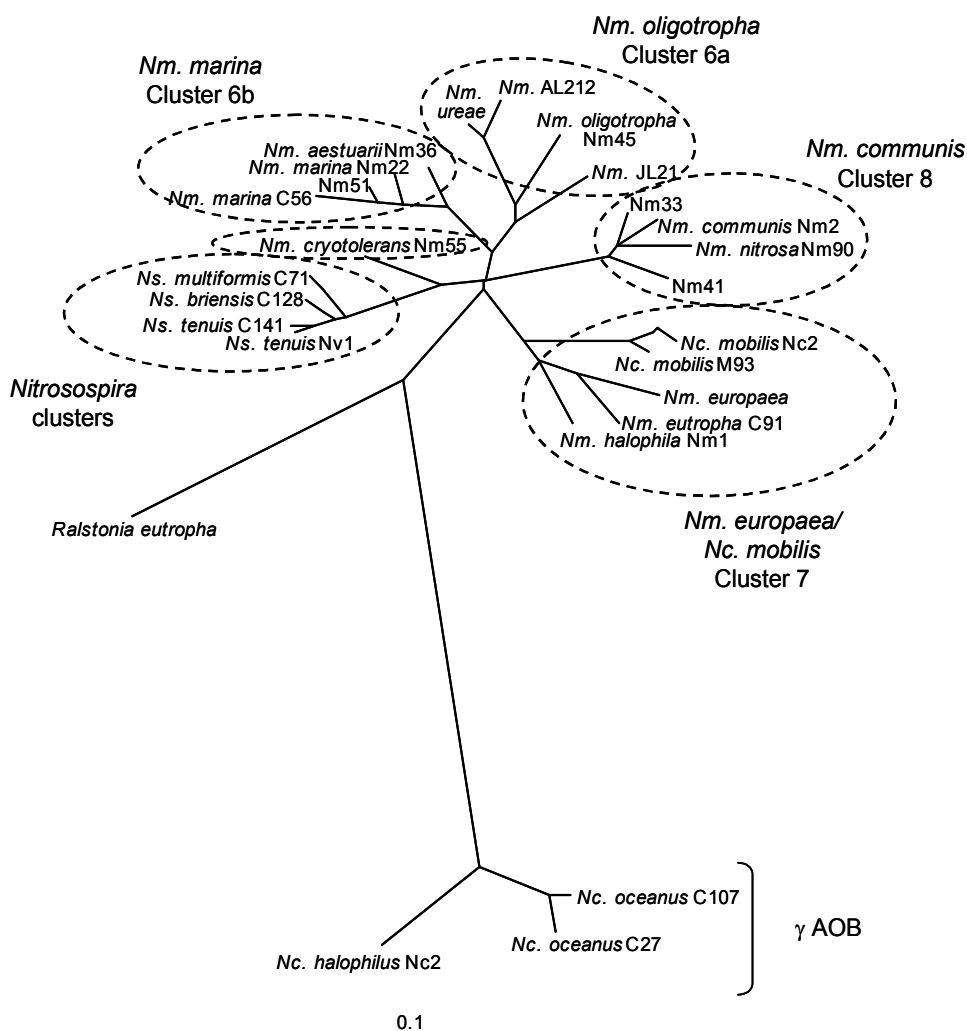 Nm. oligotropha
Cluster 6a
Nm. marina
Cluster 6b
Nm.
ureae
Nm. AL212
Nm. oligotropha
Nm45
Nm. communis
Cluster 8
Nm. aestuarii Nm36
Nm. marina Nm22
Nm51
Nm. marina C56
Nm. JL21
Nm33
Nm. communis Nm2
Nm. nitrosa Nm90
Nm41
Nm. cryotolerans Nm55
Ns. multiformis C71
Ns. briensis C128
Ns. tenuis C141
Ns. tenuis Nv1
Nitrosospira
clusters
Nc. mobilis Nc2
Nc. mobilis M93
Nm. europaea
Nm. eutropha C91
Nm. halophila Nm1
Nm. europaea/
Nc. mobilis
Cluster 7
Ralstonia eutropha
Nc. oceanus C107
Nc. oceanus C27
Nc. halophilus Nc2
γ AOB
0.1